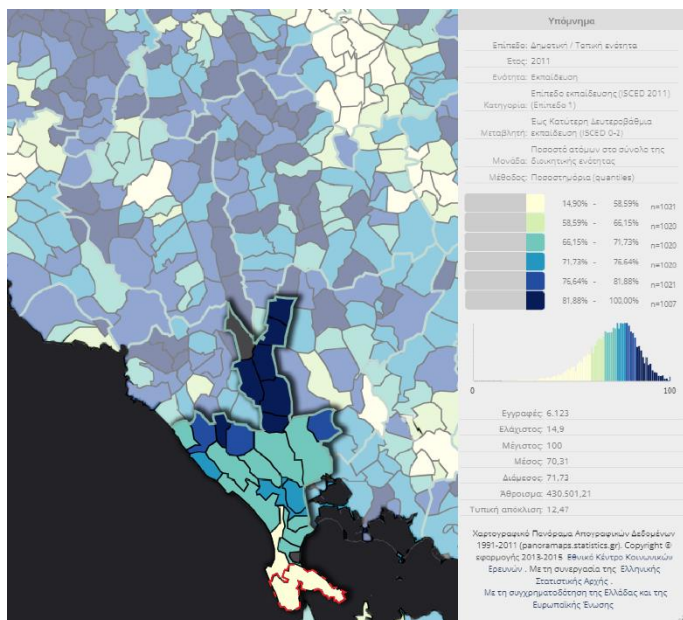 Υπόμνημα
Επίπεδο: Δημοτική / Τοπική ενότητα
Έτος: 2011
Ενότητα: Εκπαίδευση
Επίπεδο εκπαίδευσης (ISCED 2011)
Κατηγορία: (Επίπεδο 1)
Έως Κατώτερη Δευτεροβάθμια
Μεταβλητή: εκπαίδευση (ISCED 0-2)
Ποσοστό ατόμων στο σύνολο της
Μονάδα: διοικητικής ενότητας
Μέθοδος: Ποσοστημόρια (quantiles)
14,90% - 58,59% n=1021
58,59% - 66,15% n=1020
66,15% - 71,73% n=1020
71,73% - 76,64% n=1020
76,64% - 81,88% n=1021
81,88% - 100,00% n=1007
0 100
Εγγραφές: 6.123
Ελάχιστος: 14,9
Μέγιστος: 100
Μέσος: 70,31
Διάμεσος: 71,73
Άθροισμα: 430.501,21
Τυπική απόκλιση: 12,47
Χαρτογραφικό Πανόραμα Απογραφικών Δεδομένων
1991-2011 (panoramaps.statistics.gr). Copyright ©
εφαρμογής 2013-2015 Εθνικό Κέντρο Κοινωνικών
Ερευνών . Με τη συνεργασία της Ελληνικής
Στατιστικής Αρχής .
Με τη συγχρηματοδότηση της Ελλάδας και της
Ευρωπαϊκής Ένωσης